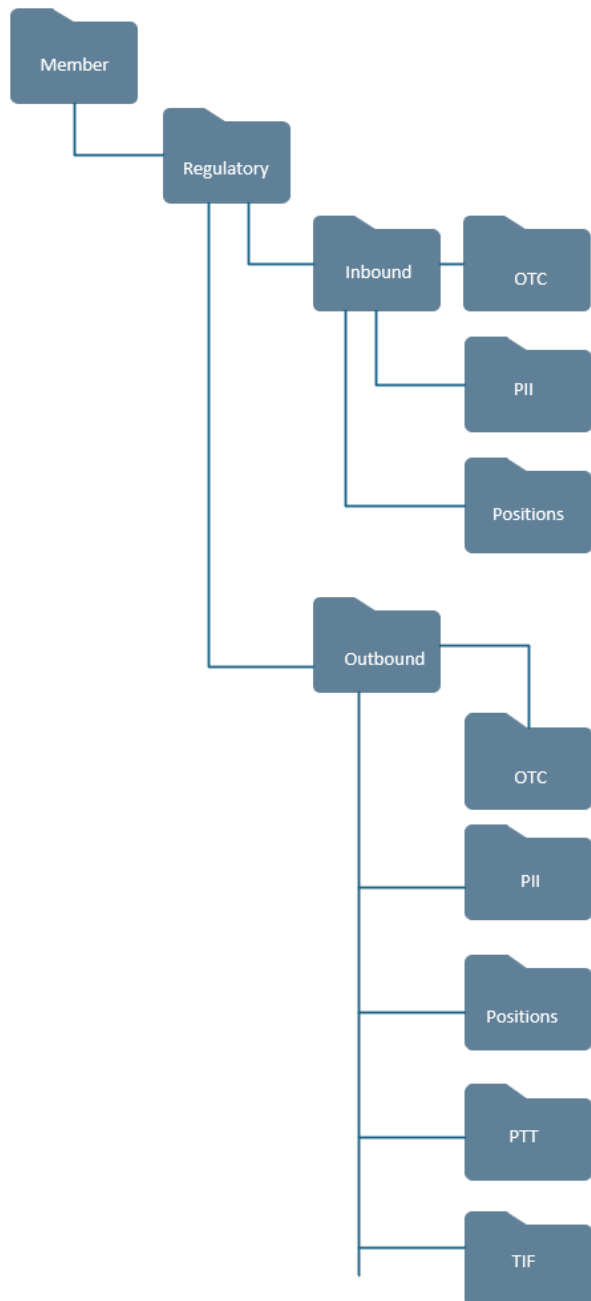 Member
Regulatory
Inbound
OTC
PII
Positions
Outbound
OTC
PII
Positions
PTT
TIF